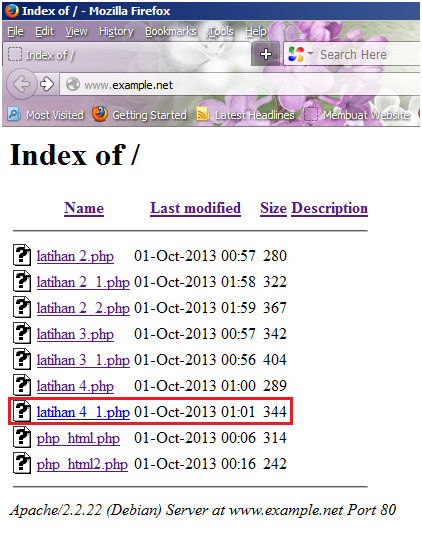 Index of / - Mozilla Firefox
File Edit View History Bookmarks Tools Help
Index of /
Search Here
www.example.net
Most Visited Getting Started Latest Headlines Membuat Website
Index of /
Name Last modified Size Description
latihan 2.php 01-Oct-2013 00:57 280
latihan 2_1.php 01-Oct-2013 01:58 322
latihan 2_2.php 01-Oct-2013 01:59 367
latihan 3.php 01-Oct-2013 00:57 342
latihan 3_1.php 01-Oct-2013 00:56 404
latihan 4.php 01-Oct-2013 01:00 289
latihan 4_1.php 01-Oct-2013 01:01 344
php_html.php 01-Oct-2013 00:06 314
php_html2.php 01-Oct-2013 00:16 242
Apache/2.2.22 (Debian) Server at www.example.net Port 80